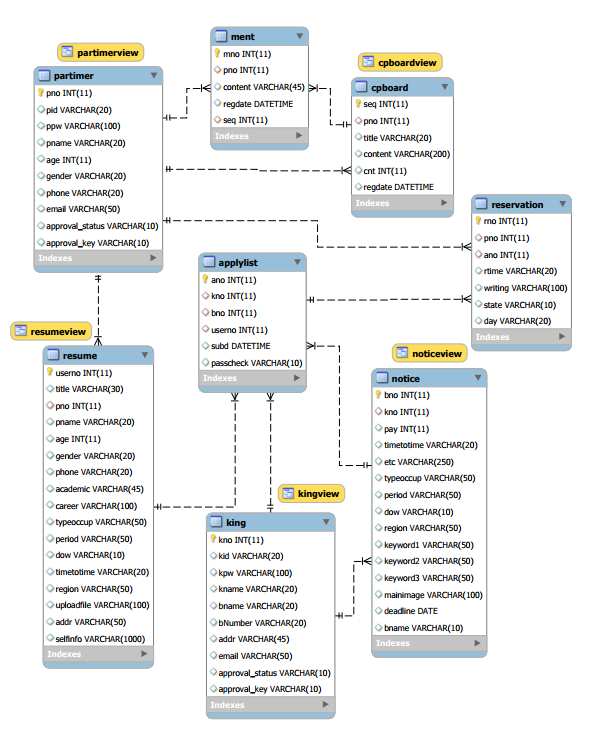 partimerview
partimer
pno INT(11)
pid VARCHAR(20)
ppw VARCHAR(100)
pname VARCHAR(20)
age INT(11)
gender VARCHAR(20)
phone VARCHAR(20)
email VARCHAR(50)
approval_status VARCHAR(10)
approval_key VARCHAR(10)
Indexes
ment
mno INT(11)
pno INT(11)
content VARCHAR(45)
regdate DATETIME
seq INT(11)
Indexes
cpboardview
cpboard
seq INT(11)
pno INT(11)
title VARCHAR(20)
content VARCHAR(200)
cnt INT(11)
regdate DATETIME
Indexes
reservation
rno INT(11)
pno INT(11)
ano INT(11)
rtime VARCHAR(20)
writing VARCHAR(100)
state VARCHAR(10)
day VARCHAR(20)
Indexes
applylist
ano INT(11)
kno INT(11)
bno INT(11)
userno INT(11)
subd DATETIME
passcheck VARCHAR(10)
Indexes
resumeview
resume
userno INT(11)
title VARCHAR(30)
pno INT(11)
pname VARCHAR(20)
age INT(11)
gender VARCHAR(20)
phone VARCHAR(20)
academic VARCHAR(45)
career VARCHAR(100)
typeoccup VARCHAR(50)
period VARCHAR(50)
dow VARCHAR(10)
timetotime VARCHAR(20)
region VARCHAR(50)
uploadfile VARCHAR(100)
addr VARCHAR(50)
selfinfo VARCHAR(1000)
Indexes
noticeview
notice
bno INT(11)
kno INT(11)
pay INT(11)
timetotime VARCHAR(20)
etc VARCHAR(250)
typeoccup VARCHAR(50)
period VARCHAR(50)
dow VARCHAR(10)
region VARCHAR(50)
keyword1 VARCHAR(50)
keyword2 VARCHAR(50)
keyword3 VARCHAR(50)
mainimage VARCHAR(100)
deadline DATE
bname VARCHAR(10)
Indexes
kingview
king
kno INT(11)
kid VARCHAR(20)
kpw VARCHAR(100)
kname VARCHAR(20)
bname VARCHAR(20)
bNumber VARCHAR(20)
addr VARCHAR(45)
email VARCHAR(50)
approval_status VARCHAR(10)
approval_key VARCHAR(10)
Indexes